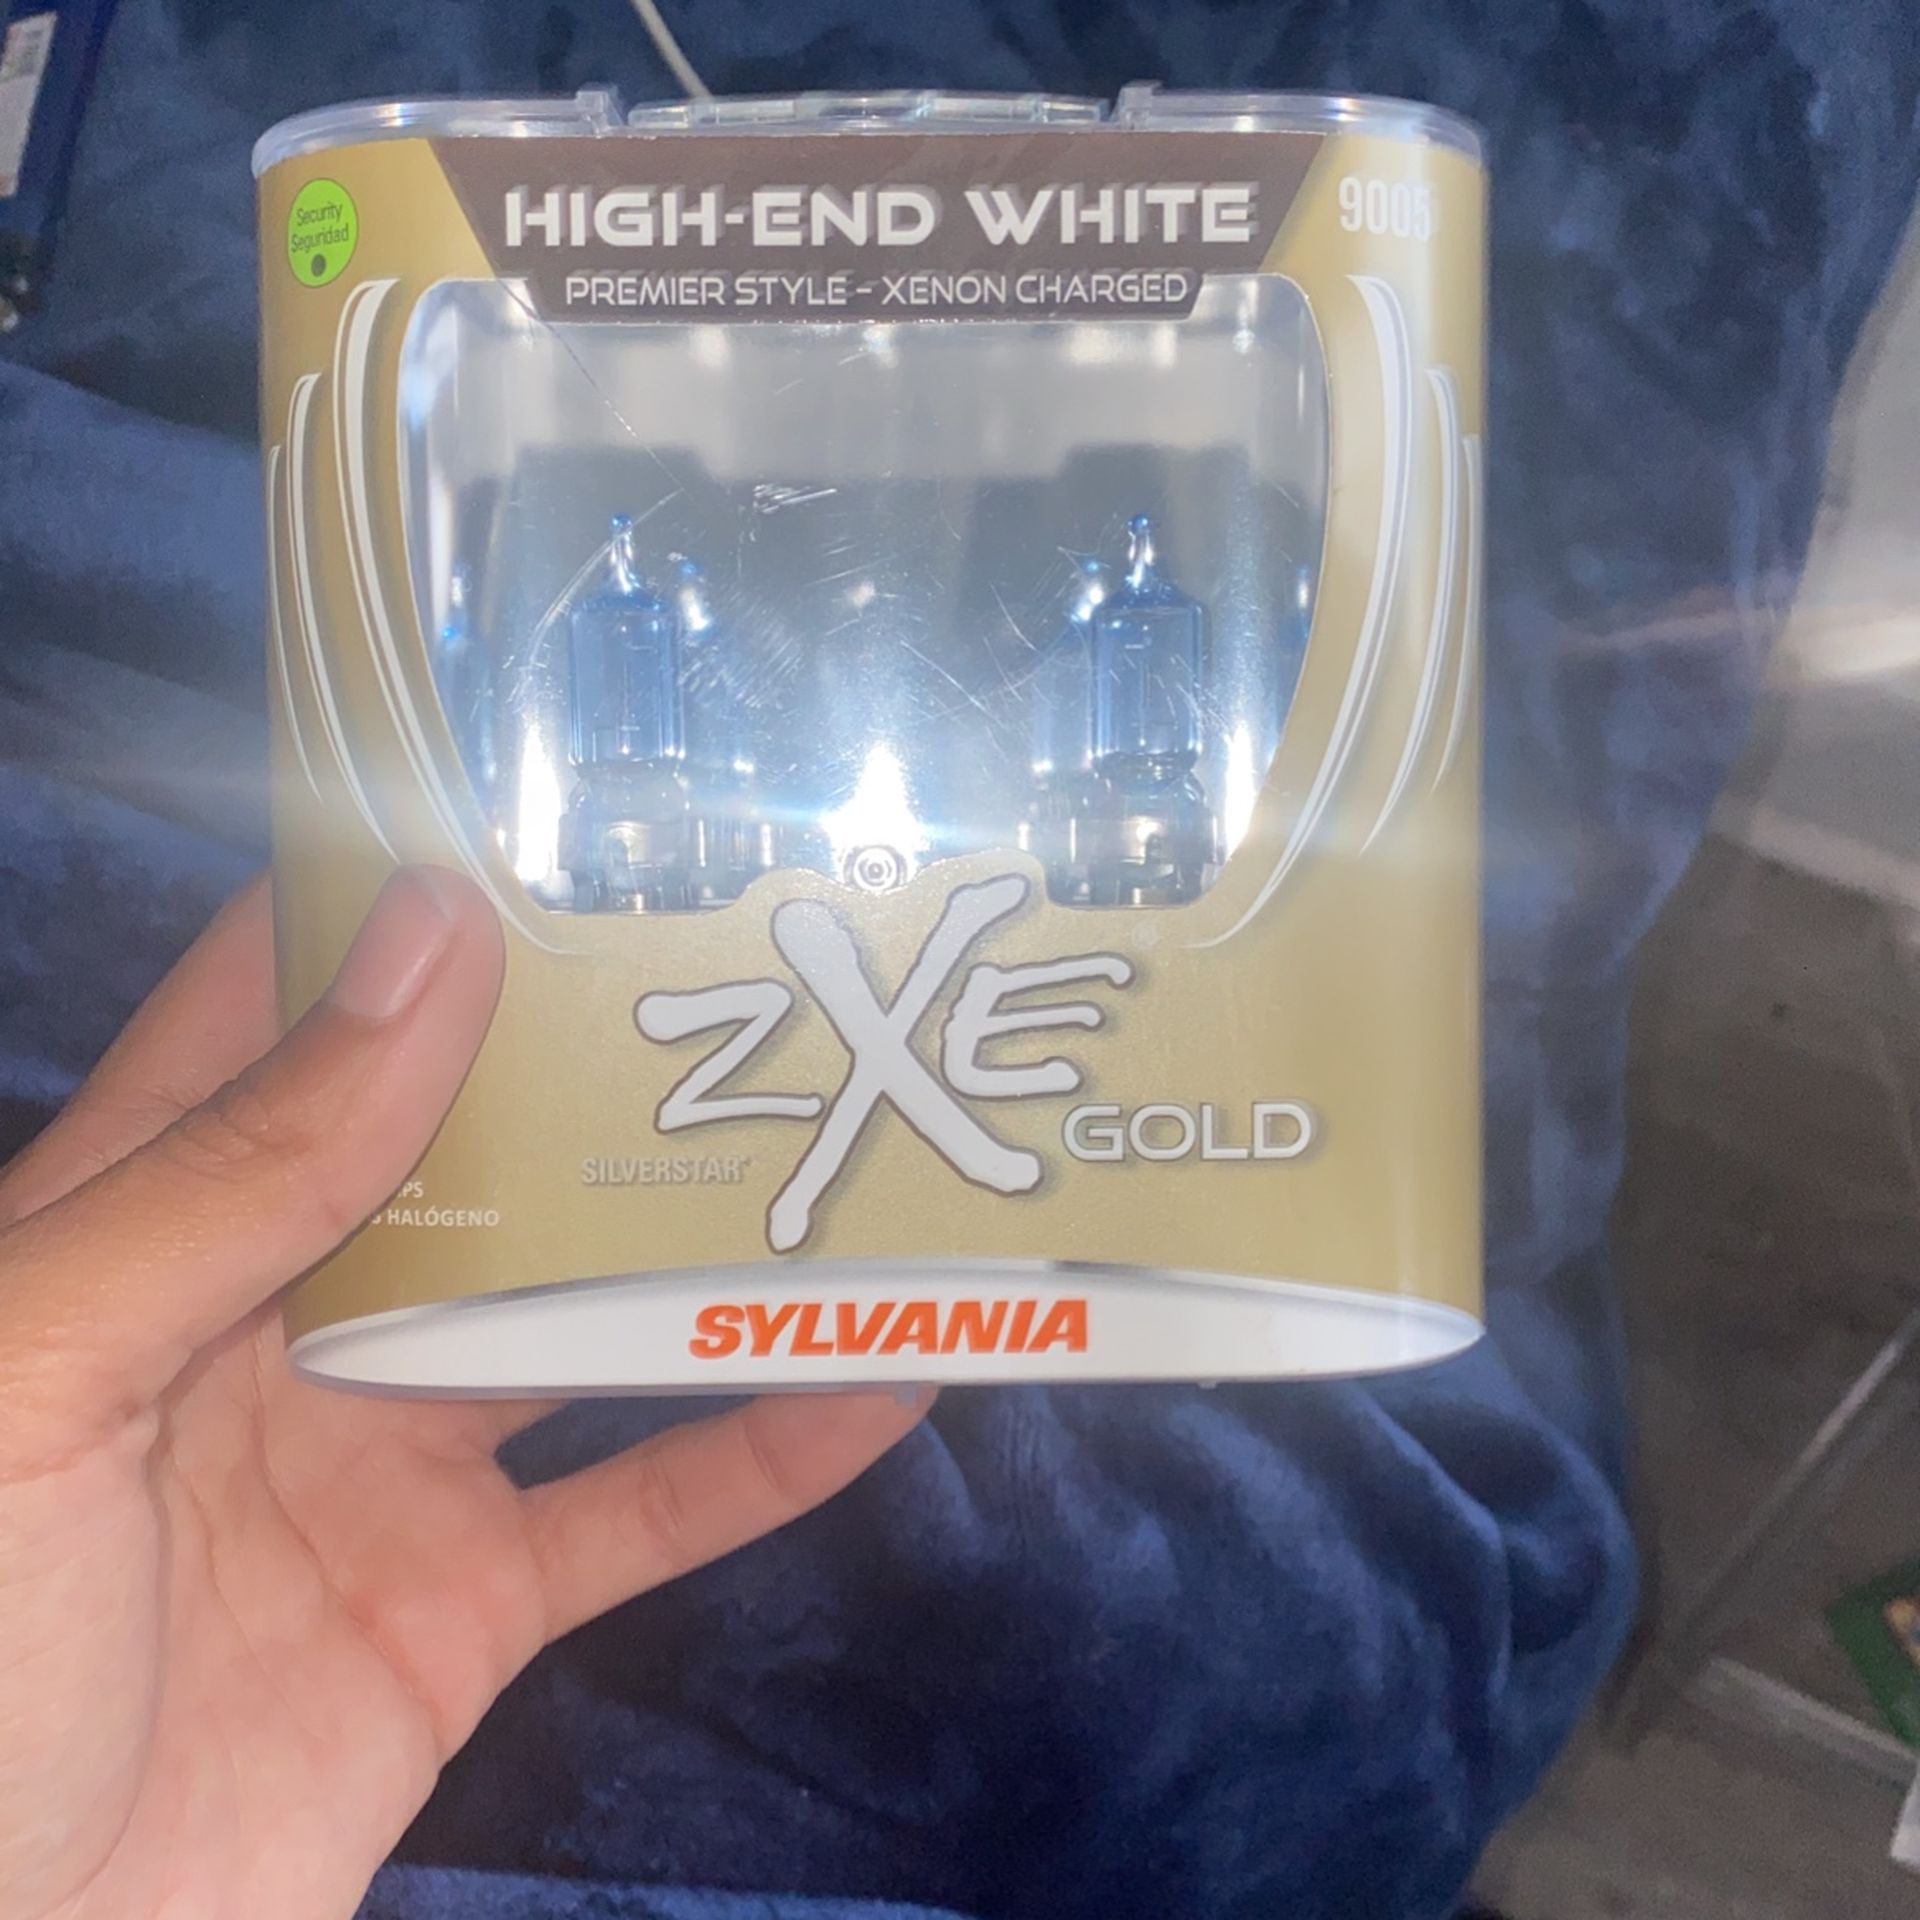 Security
Seguridad
HIGH-END WHITE
PREMIER STYLE - XENON CHARGED
9005
ZXE
GOLD
SILVERSTAR
HALÓGENO
SYLVANIA